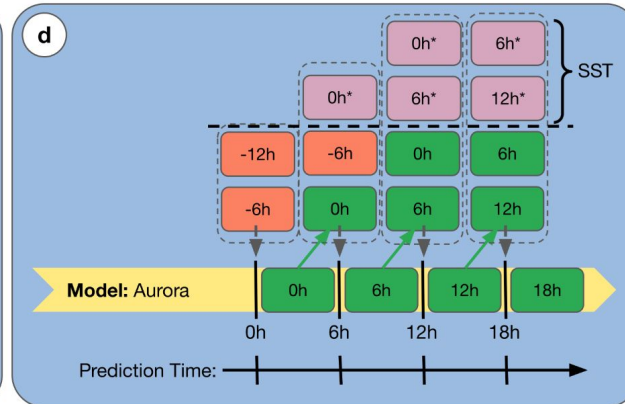 d
0h* 6h*
SST
0h* 6h* 12h*
-12h -6h 0h 6h
-6h 0h 6h 12h
Model: Aurora 0h 6h 12h 18h
0h 6h 12h 18h
Prediction Time: